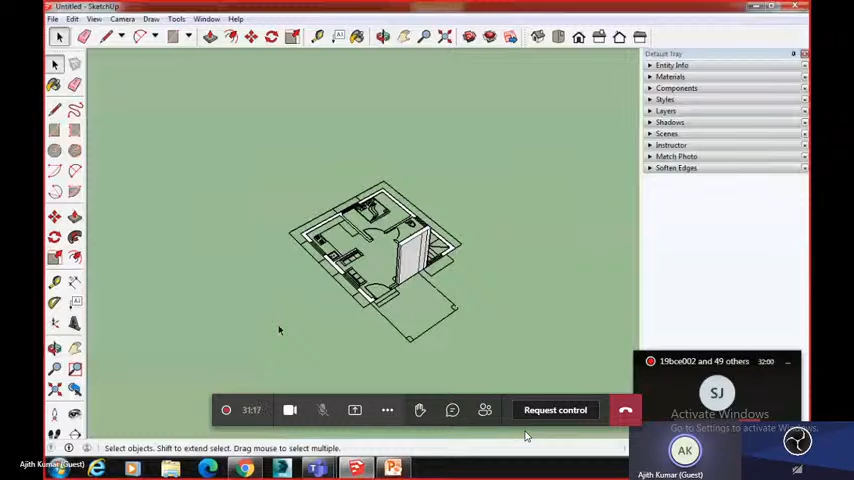 Untitled - SketchUp
File Edit View Camera Draw Tools Window Help
Default Tray
Entity Info
Materials
Components
Styles
Layers
Shadows
Scenes
Instructor
Match Photo
Soften Edges
19bce002 and 49 others 32:00
SJ
Activate Windows
Go to Settings to activate Windows.
31:17 Request control
AK
Ajith Kumar (Guest)
Select objects. Shift to extend select. Drag mouse to select multiple.
Ajith Kumar (Guest)